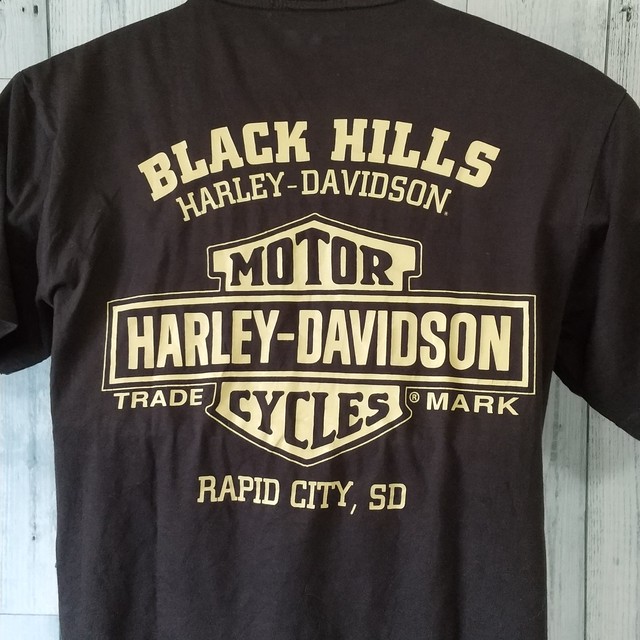 BLACK HILLS
HARLEY-DAVIDSON®
MOTOR
HARLEY-DAVIDSON
TRADE CYCLES ® MARK
RAPID CITY, SD